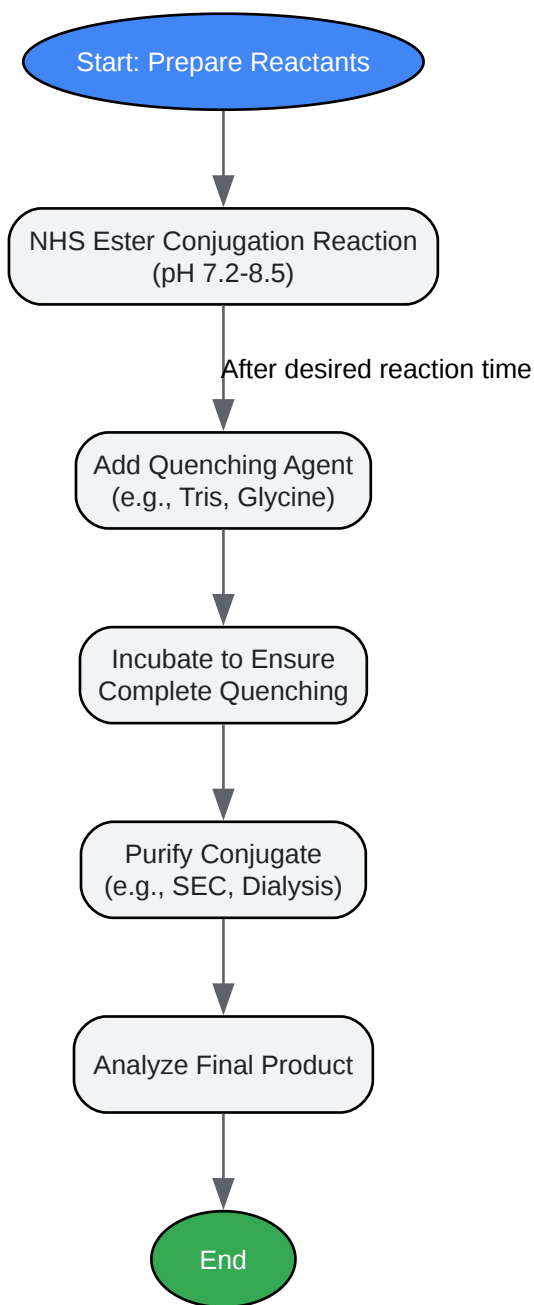 Start: Prepare Reactants
NHS Ester Conjugation Reaction
(pH 7.2-8.5)
After desired reaction time
Add Quenching Agent
(e.g., Tris, Glycine)
Incubate to Ensure
Complete Quenching
Purify Conjugate
(e.g., SEC, Dialysis)
Analyze Final Product
End